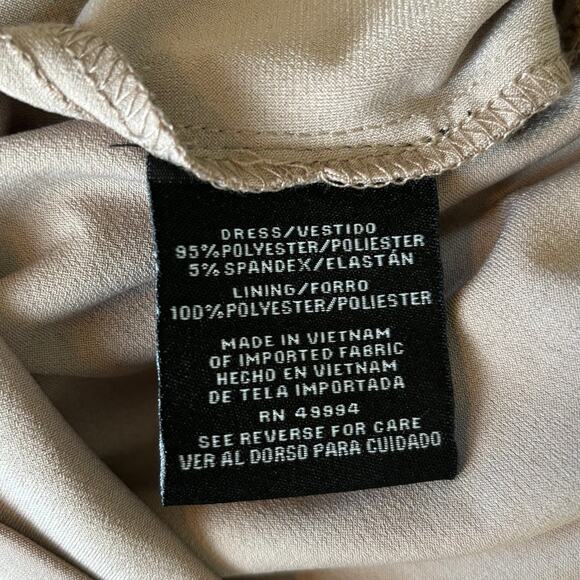 DRESS/VESTIDO
95%POLYESTER/POLIESTER
5% SPANDEX/ELASTÁN
LINING/FORRO
100%POLYESTER/POLIESTER
MADE IN VIETNAM
OF IMPORTED FABRIC
HECHO EN VIETNAM
DE TELA IMPORTADA
RN 49994
SEE REVERSE FOR CARE
VER AL DORSO PARA CUIDADO